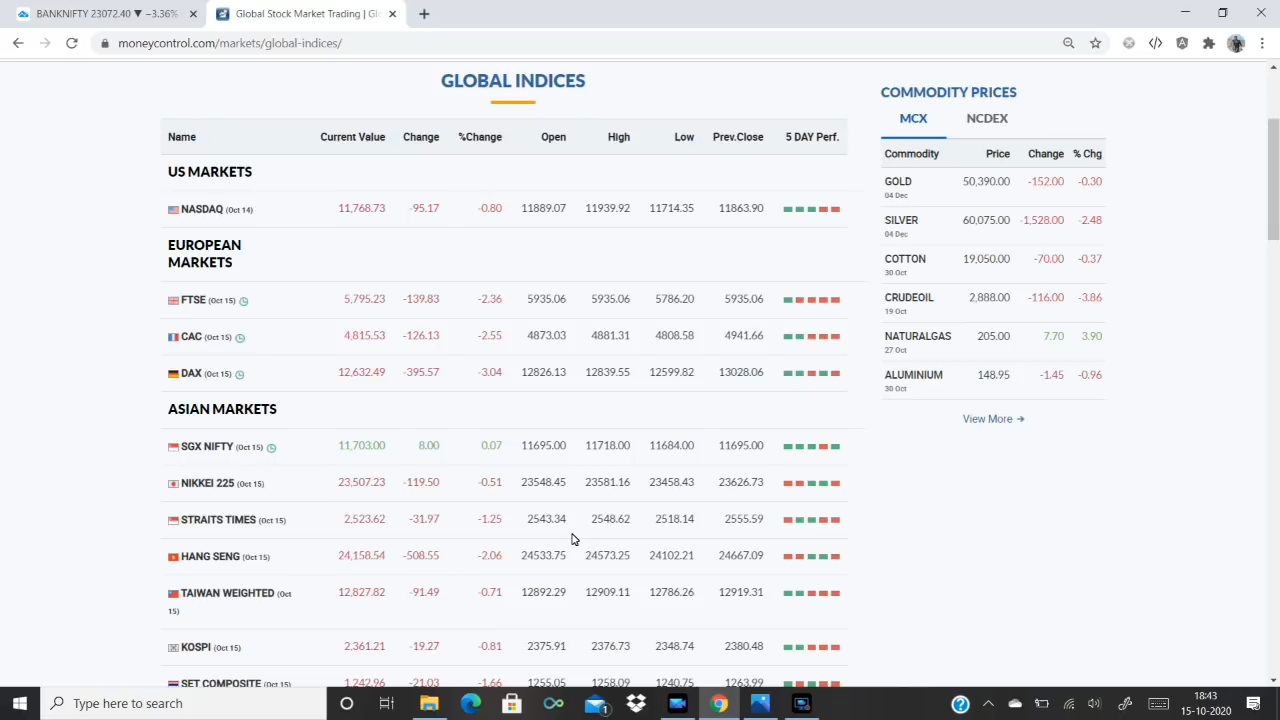 BANKNIFTY 23072.40 ▼ −3.36%
Global Stock Market Trading | Gl
moneycontrol.com/markets/global-indices/
GLOBAL INDICES
Name Current Value Change %Change Open High Low Prev.Close 5 DAY Perf.
US MARKETS
NASDAQ (Oct 14) 11,768.73 -95.17 -0.80 11889.07 11939.92 11714.35 11863.90
EUROPEAN
MARKETS
FTSE (Oct 15) 5,795.23 -139.83 -2.36 5935.06 5935.06 5786.20 5935.06
CAC (Oct 15) 4,815.53 -126.13 -2.55 4873.03 4881.31 4808.58 4941.66
DAX (Oct 15) 12,632.49 -395.57 -3.04 12826.13 12839.55 12599.82 13028.06
ASIAN MARKETS
SGX NIFTY (Oct 15) 11,703.00 8.00 0.07 11695.00 11718.00 11684.00 11695.00
NIKKEI 225 (Oct 15) 23,507.23 -119.50 -0.51 23548.45 23581.16 23458.43 23626.73
STRAITS TIMES (Oct 15) 2,523.62 -31.97 -1.25 2543.34 2548.62 2518.14 2555.59
HANG SENG (Oct 15) 24,158.54 -508.55 -2.06 24533.75 24573.25 24102.21 24667.09
TAIWAN WEIGHTED (Oct 12,827.82 -91.49 -0.71 12892.29 12909.11 12786.26 12919.31
15)
KOSPI (Oct 15) 2,361.21 -19.27 -0.81 2375.91 2376.73 2348.74 2380.48
SET COMPOSITE (Oct 15) 1,242.96 -21.03 -1.66 1255.05 1240.75 1263.99
COMMODITY PRICES
MCX NCDEX
Commodity Price Change % Chg
GOLD 50,390.00 -152.00 -0.30
04 Dec
SILVER 60,075.00 -1,528.00 -2.48
04 Dec
COTTON 19,050.00 -70.00 -0.37
30 Oct
CRUDEOIL 2,888.00 -116.00 -3.86
19 Oct
NATURALGAS 205.00 7.70 3.90
27 Oct
ALUMINIUM 148.95 -1.45 -0.96
30 Oct
View More →
Type here to search
1
18:43
15-10-2020